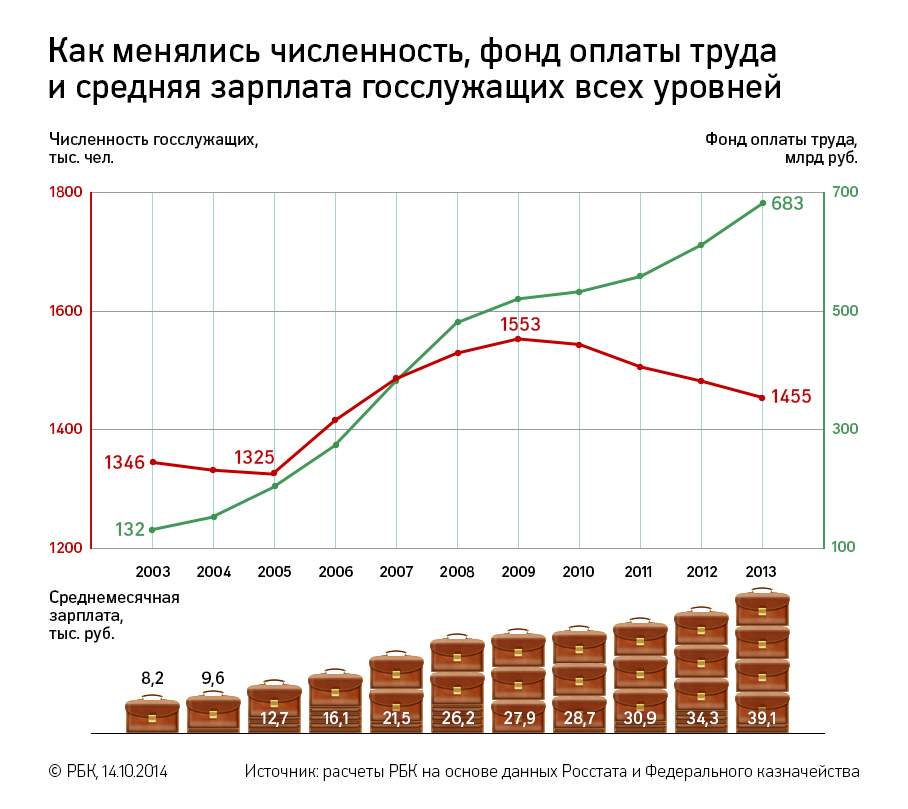 Как менялись численность, фонд оплаты труда
и средняя зарплата госслужащих всех уровней
Численность госслужащих,
тыс. чел.
Фонд оплаты труда,
млрд руб.
1800
700
683
1600
500
1553
1455
1400
300
1346
1325
132
1200
100
2003 2004 2005 2006 2007 2008 2009 2010 2011 2012 2013
Среднемесячная
зарплата,
тыс. руб.
8,2 9,6 12,7 16,1 21,5 26,2 27,9 28,7 30,9 34,3 39,1
© РБК, 14.10.2014
Источник: расчеты РБК на основе данных Росстата и Федерального казначейства